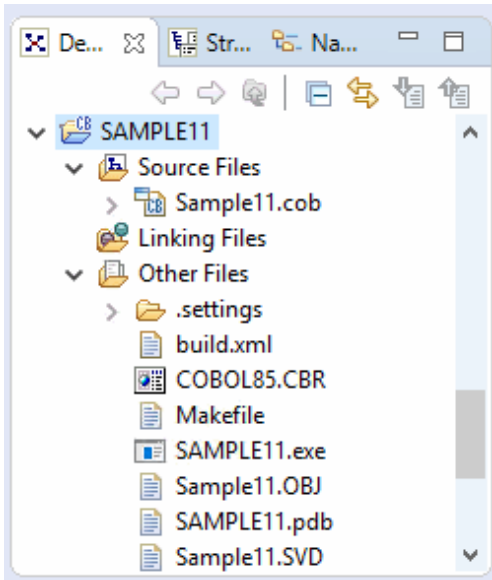 De... Str... Na...
SAMPLE11
Source Files
Sample11.cob
Linking Files
Other Files
.settings
build.xml
COBOL85.CBR
Makefile
SAMPLE11.exe
Sample11.OBJ
SAMPLE11.pdb
Sample11.SVD